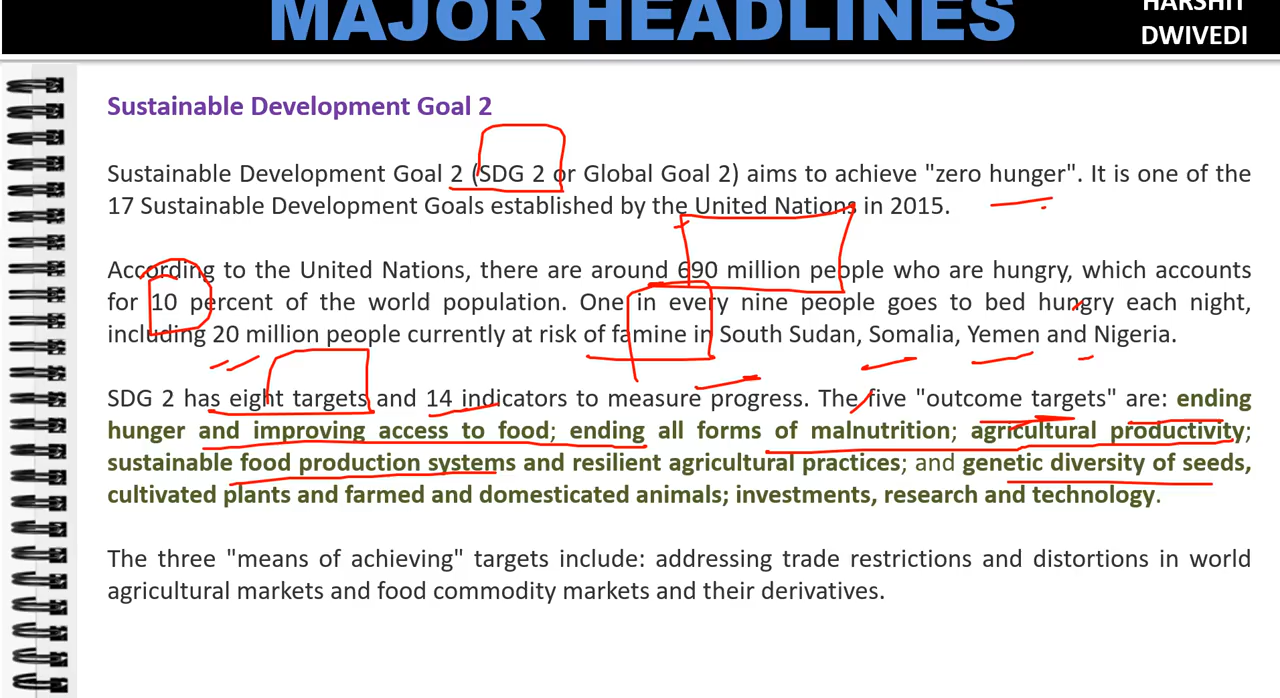 MAJOR HEADLINES
HARSHIT
DWIVEDI
Sustainable Development Goal 2
Sustainable Development Goal 2 (SDG 2 or Global Goal 2) aims to achieve "zero hunger". It is one of the
17 Sustainable Development Goals established by the United Nations in 2015.
According to the United Nations, there are around 690 million people who are hungry, which accounts
for 10 percent of the world population. One in every nine people goes to bed hungry each night,
including 20 million people currently at risk of famine in South Sudan, Somalia, Yemen and Nigeria.
SDG 2 has eight targets and 14 indicators to measure progress. The five "outcome targets" are: ending
hunger and improving access to food; ending all forms of malnutrition; agricultural productivity;
sustainable food production systems and resilient agricultural practices; and genetic diversity of seeds,
cultivated plants and farmed and domesticated animals; investments, research and technology.
The three "means of achieving" targets include: addressing trade restrictions and distortions in world
agricultural markets and food commodity markets and their derivatives.